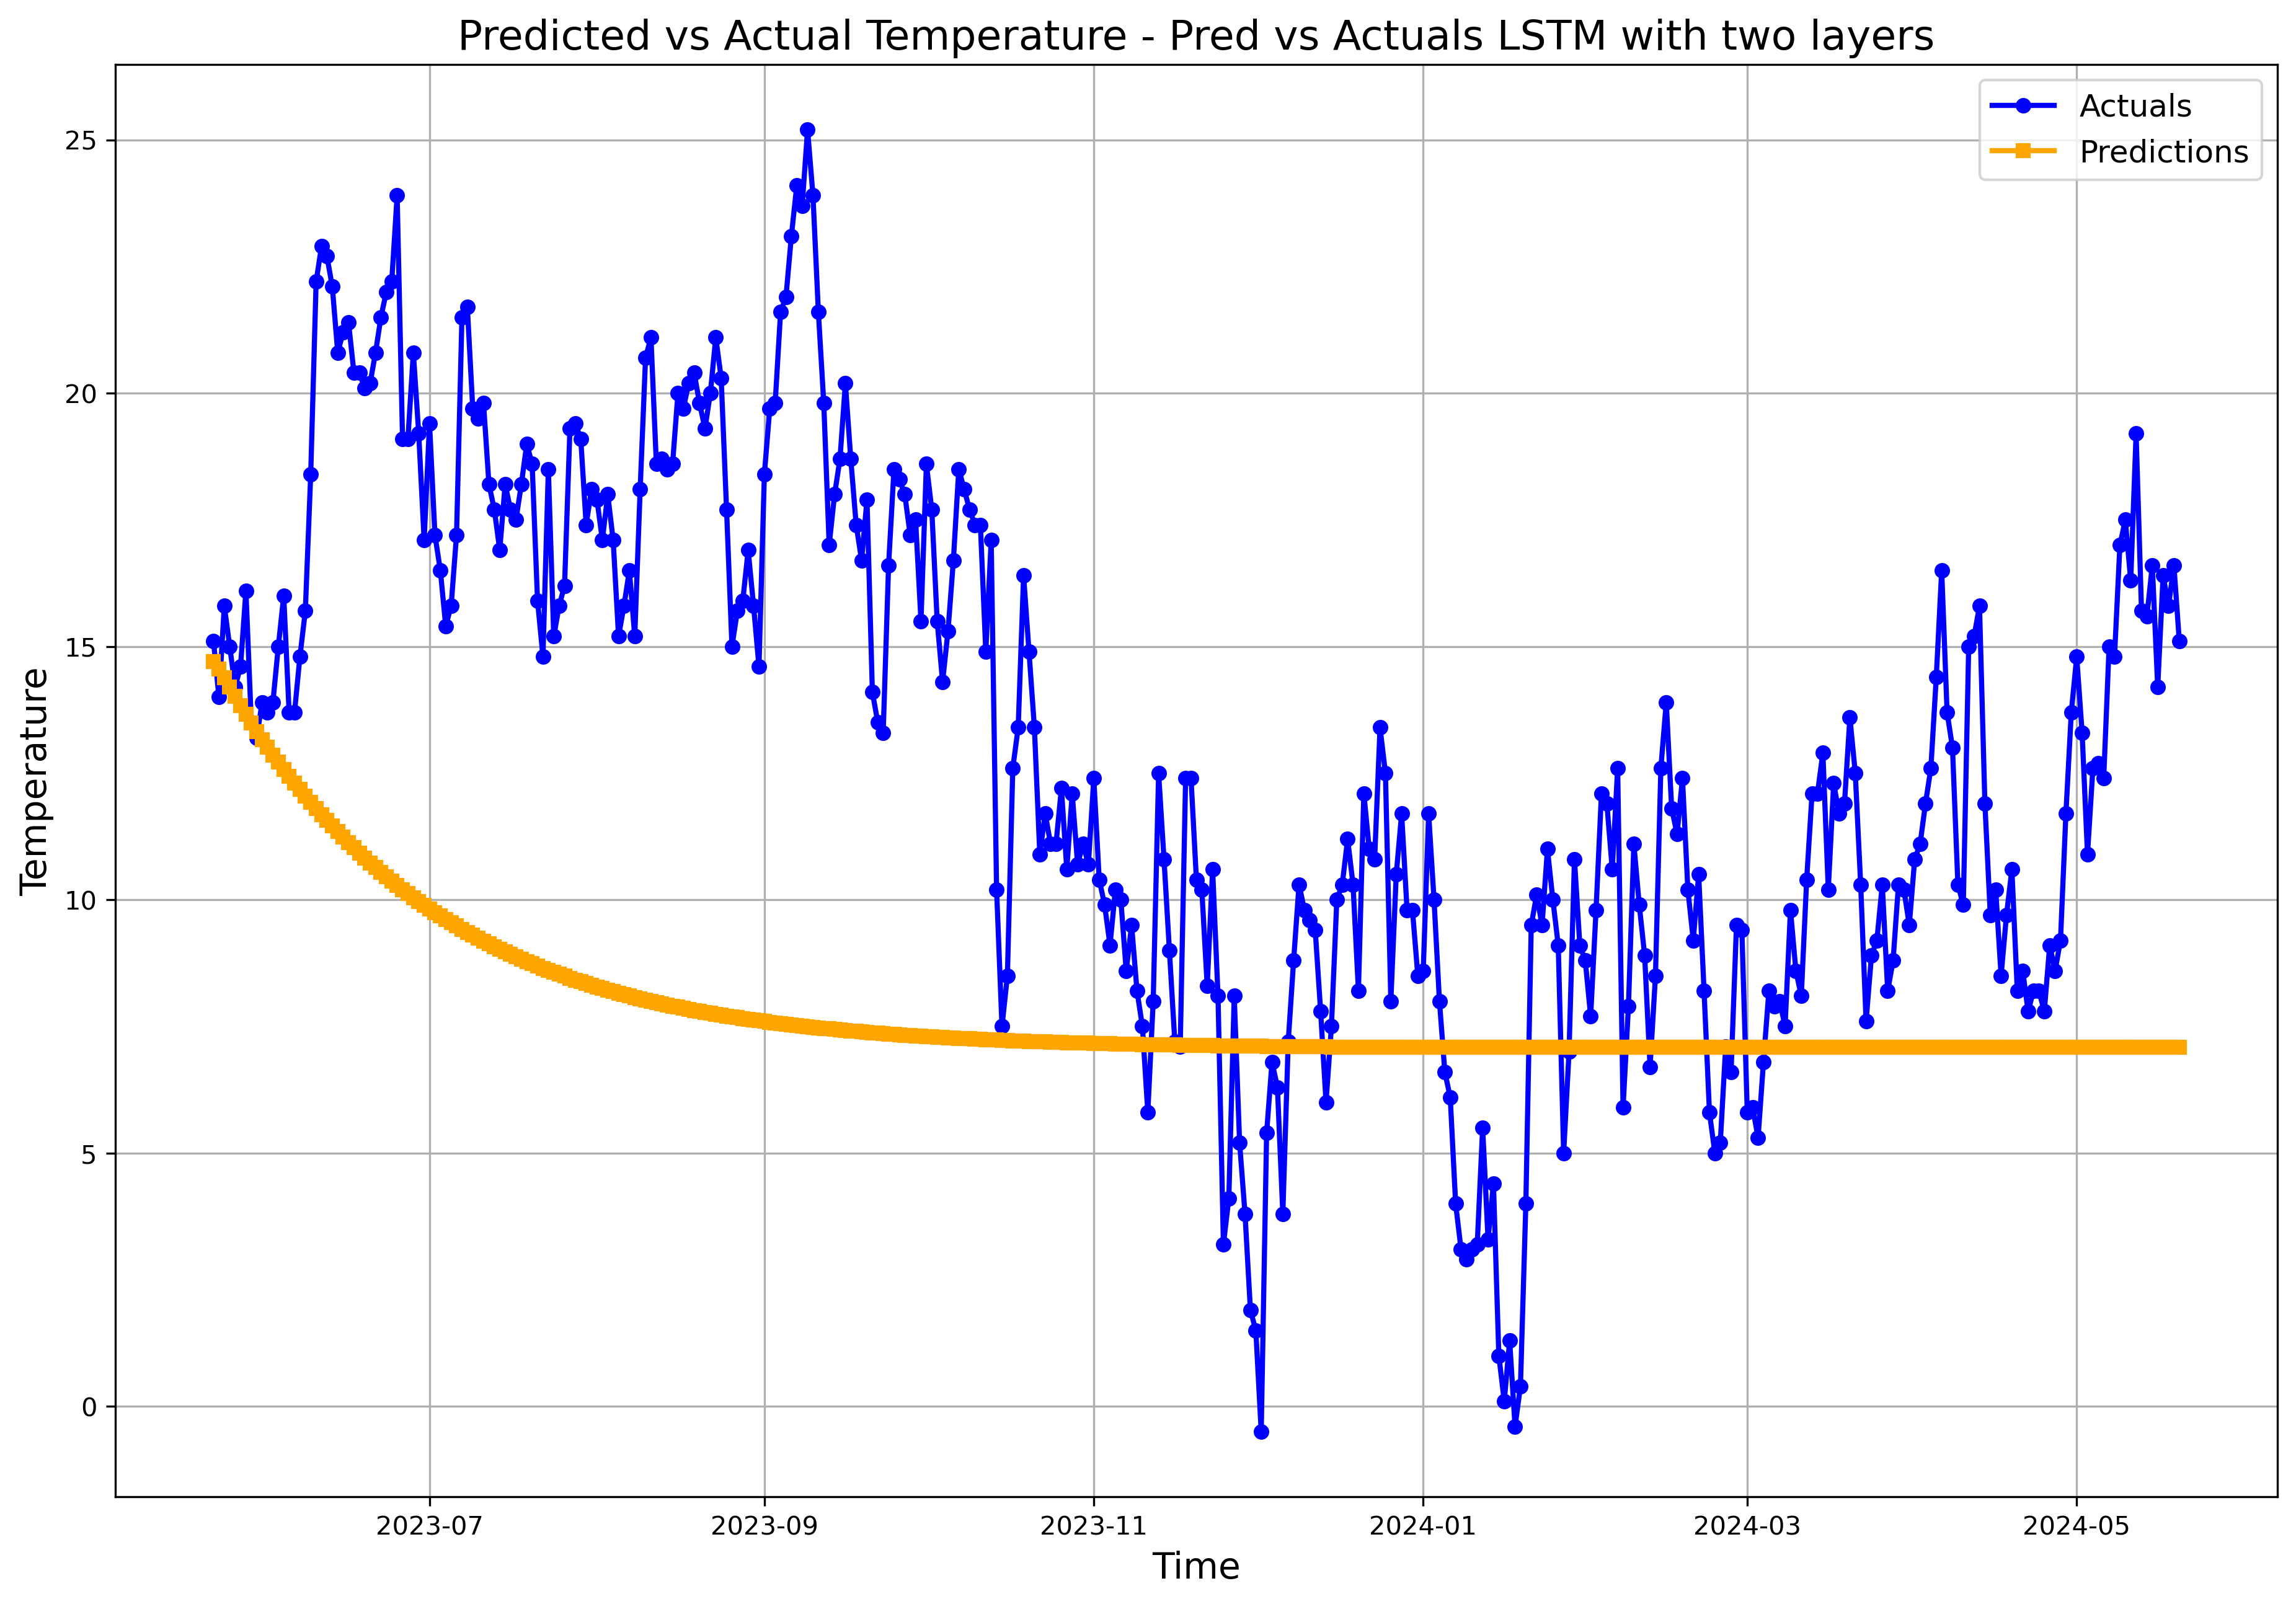 Predicted vs Actual Temperature - Pred vs Actuals LSTM with two layers
Actuals
Predictions
25
20
15
10
5
0
Temperature
2023-07
2023-09
2023-11
2024-01
2024-03
2024-05
Time